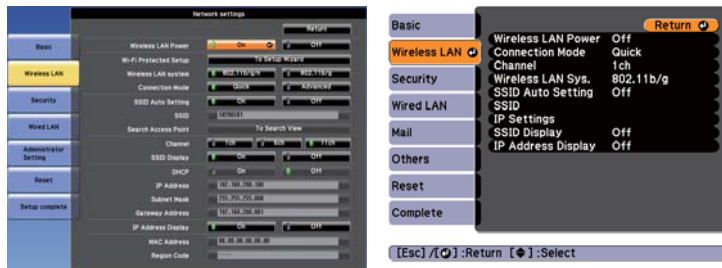 Network settings
Return
Basic
Wireless LAN
Security
Wired LAN
Administrator
Setting
Reset
Setup complete
Wireless LAN Power On Off
Wi-Fi Protected Setup To Setup Wizard
Wireless LAN system 802.11b/g/n 802.11b/g
Connection Mode Quick Advanced
SSID Auto Setting On Off
SSID
Search Access Point To Search View
Channel 1ch 6ch 11ch
SSID Display On Off
DHCP On Off
IP Address
Subnet Mask 255.255.255.000
Gateway Address
IP Address Display On Off
MAC Address
Region Code
Basic
Wireless LAN
Security
Wired LAN
Mail
Others
Reset
Complete
Return
Wireless LAN Power Off
Connection Mode Quick
Channel 1ch
Wireless LAN Sys. 802.11b/g
SSID Auto Setting Off
SSID
IP Settings
SSID Display Off
IP Address Display Off
[Esc] /[ ] :Return [ ] :Select